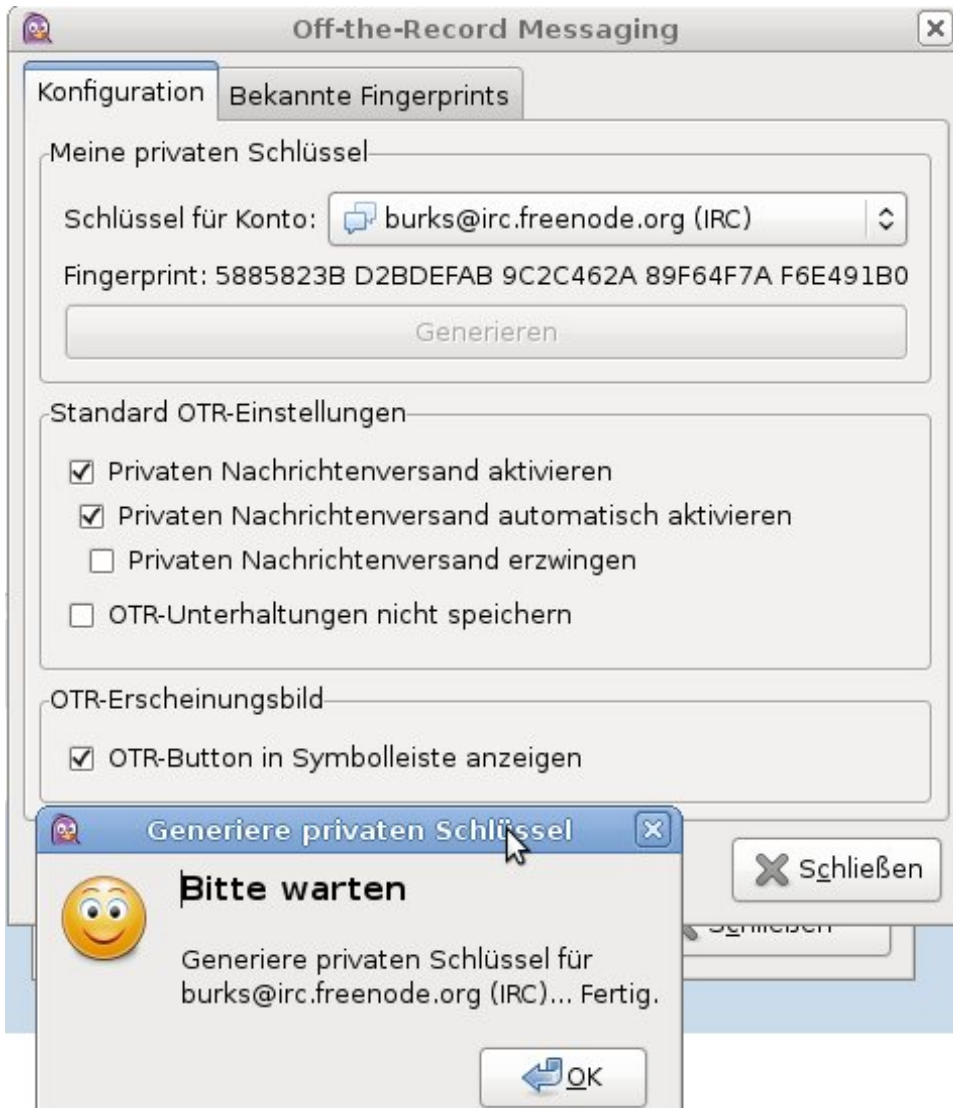 Off-the-Record Messaging
Konfiguration
Bekannte Fingerprints
Meine privaten Schlüssel
Schlüssel für Konto: burks@irc.freenode.org (IRC)
Fingerprint: 5885823B D2BDEFAB 9C2C462A 89F64F7A F6E491B0
Generieren
Standard OTR-Einstellungen
Privaten Nachrichtenversand aktivieren
Privaten Nachrichtenversand automatisch aktivieren
Privaten Nachrichtenversand erzwingen
OTR-Unterhaltungen nicht speichern
OTR-Erscheinungsbild
OTR-Button in Symbolleiste anzeigen
Schließen
Schließen
Generiere privaten Schlüssel
Bitte warten
Generiere privaten Schlüssel für
burks@irc.freenode.org (IRC)... Fertig.
OK